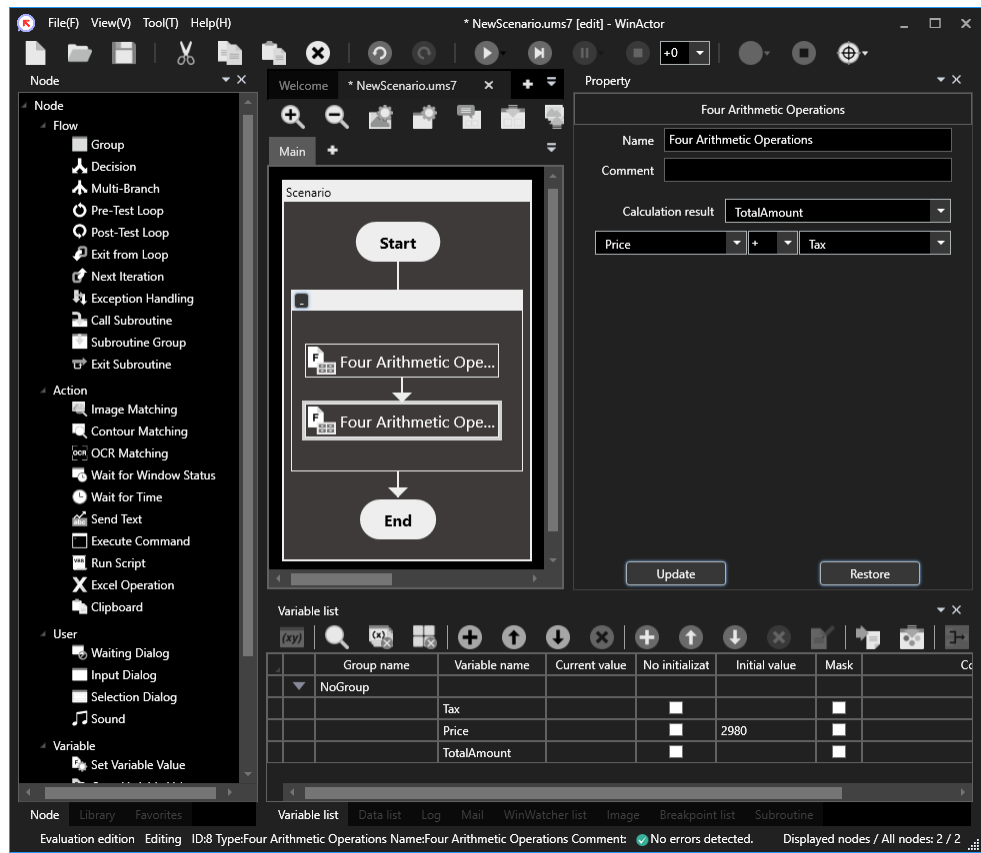 File(F) View(V) Tool(T) Help(H) * NewScenario.ums7 [edit] - WinActor
+0
Node
Node
Flow
Group
Decision
Multi-Branch
Pre-Test Loop
Post-Test Loop
Exit from Loop
Next Iteration
Exception Handling
Call Subroutine
Subroutine Group
Exit Subroutine
Action
Image Matching
Contour Matching
OCR OCR Matching
Wait for Window Status
Wait for Time
Send Text
Execute Command
Run Script
Excel Operation
Clipboard
User
Waiting Dialog
Input Dialog
Selection Dialog
Sound
Variable
Set Variable Value
Node Library Favorites
Welcome * NewScenario.ums7
Main
Scenario
Start
F Four Arithmetic Ope...
F Four Arithmetic Ope...
End
Property
Four Arithmetic Operations
Name Four Arithmetic Operations
Comment
Calculation result TotalAmount
Price + Tax
Update Restore
Variable list
(xy) (x)
Group name Variable name Current value No initializat Initial value Mask Co
NoGroup
Tax
Price 2980
TotalAmount
Variable list Data list Log Mail WinWatcher list Image Breakpoint list Subroutine
Evaluation edition Editing ID:8 Type:Four Arithmetic Operations Name:Four Arithmetic Operations Comment: No errors detected. Displayed nodes / All nodes: 2 / 2